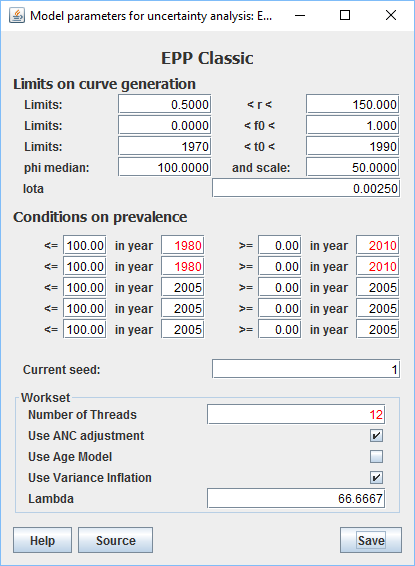 Model parameters for uncertainty analysis: E...
EPP Classic
Limits on curve generation
Limits: 0.5000 < r < 150.000
Limits: 0.0000 < f0 < 1.000
Limits: 1970 < t0 < 1990
phi median: 100.0000 and scale: 50.0000
Iota 0.00250
Conditions on prevalence
<= 100.00 in year 1980 >= 0.00 in year 2010
<= 100.00 in year 1980 >= 0.00 in year 2010
<= 100.00 in year 2005 >= 0.00 in year 2005
<= 100.00 in year 2005 >= 0.00 in year 2005
<= 100.00 in year 2005 >= 0.00 in year 2005
Current seed: 1
Workset
Number of Threads 12
Use ANC adjustment
Use Age Model
Use Variance Inflation
Lambda 66.6667
Help Source Save